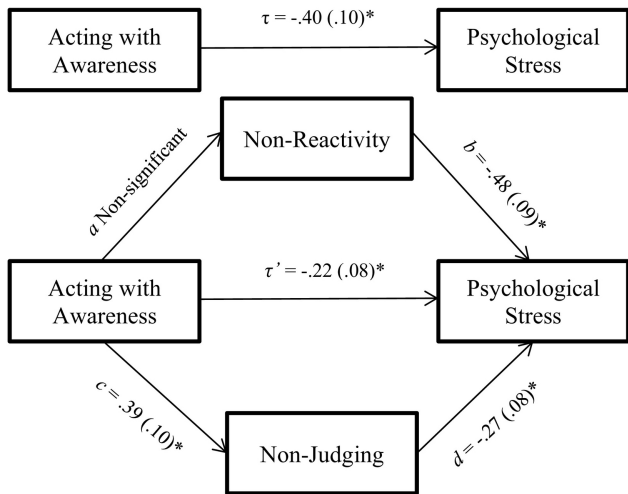 Acting with
Awareness
τ = -.40 (.10)*
Psychological
Stress
Non-Reactivity
a Non-significant
b = -.48 (.09)*
Acting with
Awareness
τ’ = -.22 (.08)*
Psychological
Stress
c = .39 (.10)*
Non-Judging
d = -.27 (.08)*